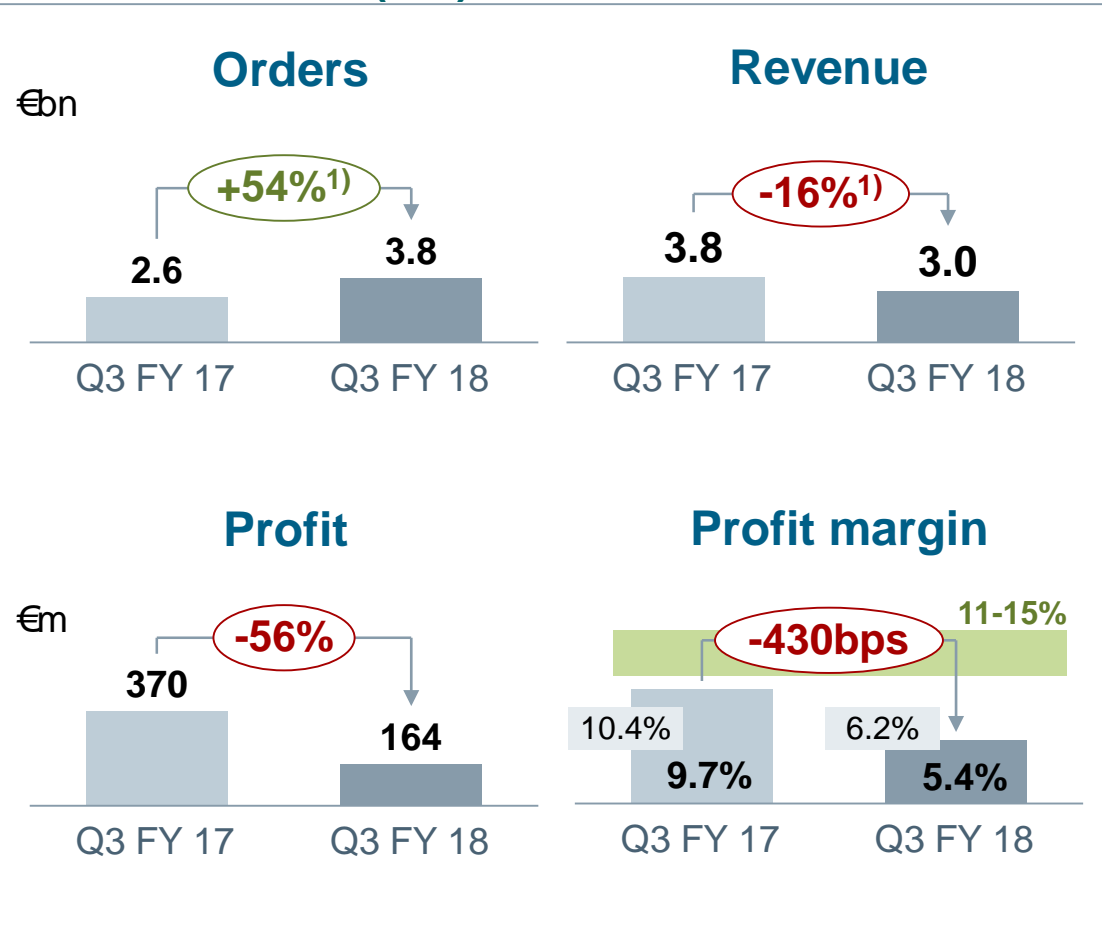 Orders
€bn
+54%1)
2.6
3.8
Q3 FY 17
Q3 FY 18
Revenue
-16%1)
3.8
3.0
Q3 FY 17
Q3 FY 18
Profit
€m
-56%
370
164
Q3 FY 17
Q3 FY 18
Profit margin
11-15%
-430bps
10.4%
9.7%
6.2%
5.4%
Q3 FY 17
Q3 FY 18